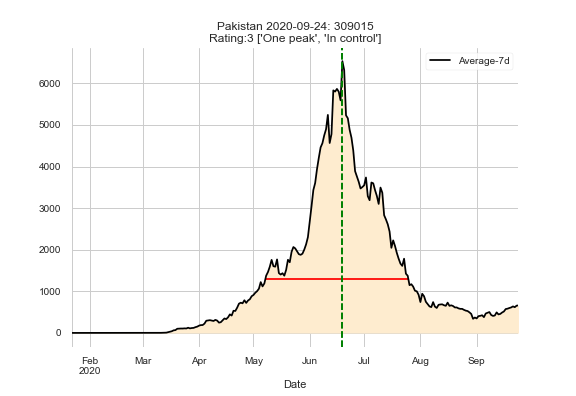 Pakistan 2020-09-24: 309015
Rating:3 ['One peak', 'In control']
Average-7d
6000
5000
4000
3000
2000
1000
0
Feb Mar Apr May Jun Jul Aug Sep
2020
Date